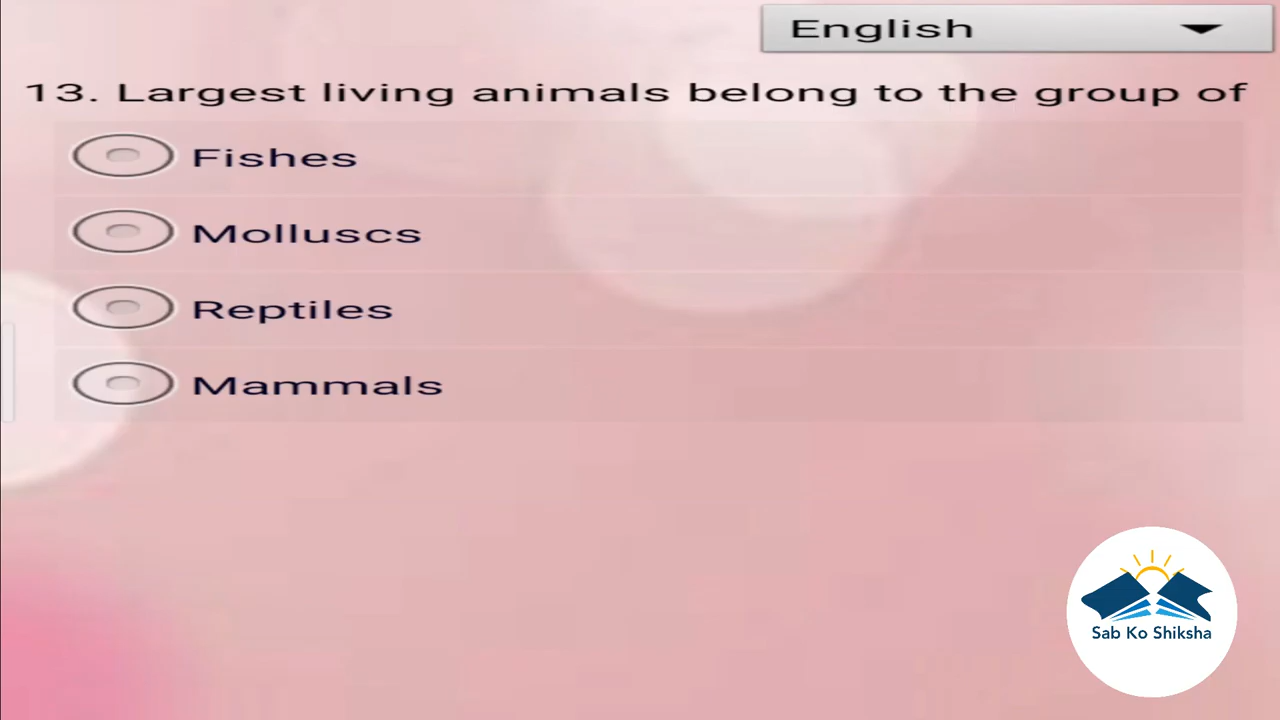 English
13. Largest living animals belong to the group of
Fishes
Molluscs
Reptiles
Mammals
Sab Ko Shiksha